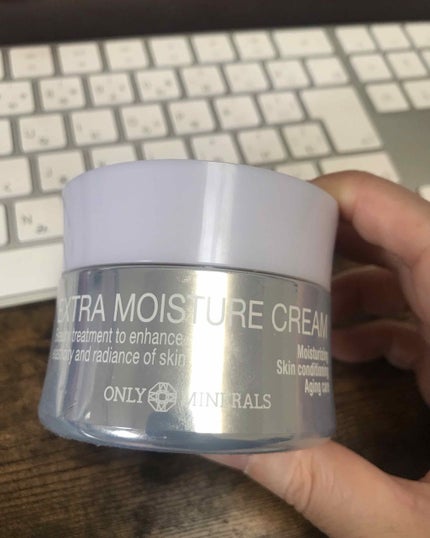 EXTRA MOISTURE CREAM
treatment to enhance
and radiance of skin
Moisturizing
Skin conditioning
Aging care
ONLY MINERALS